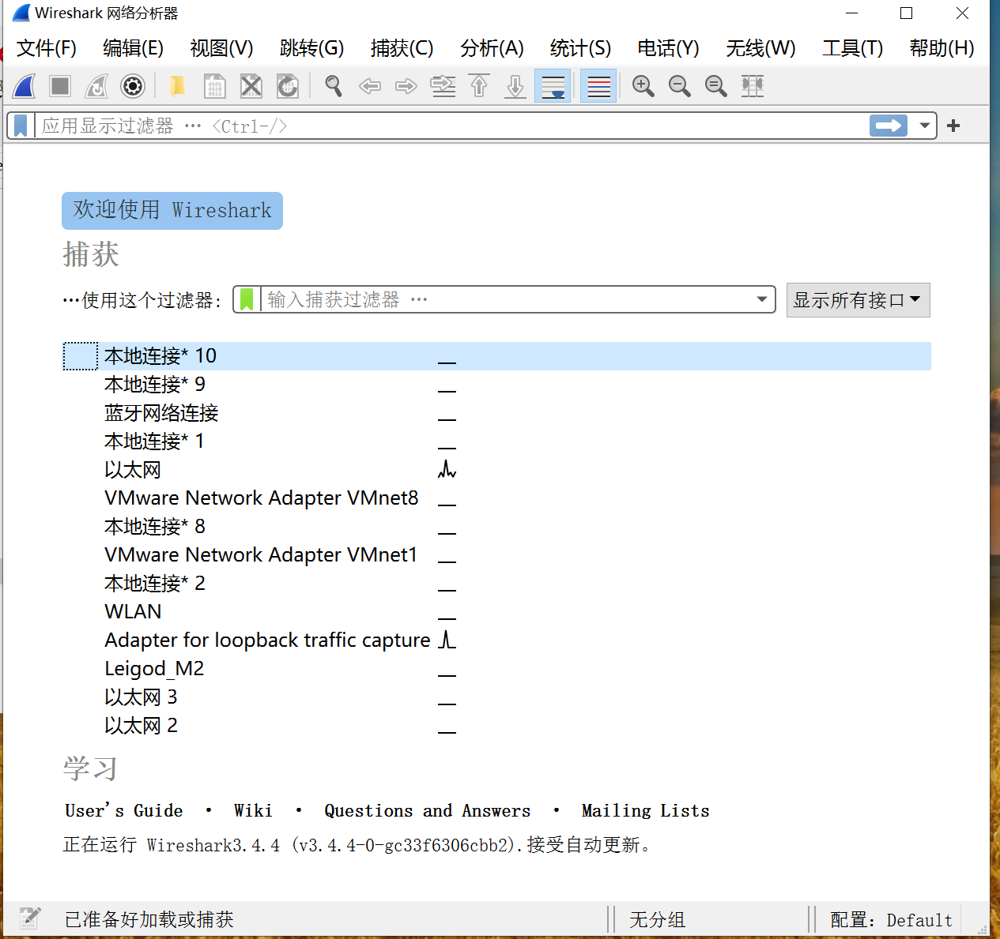 Wireshark 网络分析器
文件(F) 编辑(E) 视图(V) 跳转(G) 捕获(C) 分析(A) 统计(S) 电话(Y) 无线(W) 工具(T) 帮助(H)
应用显示过滤器 … <Ctrl-/>
欢迎使用 Wireshark
捕获
…使用这个过滤器: 输入捕获过滤器 … 显示所有接口
本地连接* 10
本地连接* 9
蓝牙网络连接
本地连接* 1
以太网
VMware Network Adapter VMnet8
本地连接* 8
VMware Network Adapter VMnet1
本地连接* 2
WLAN
Adapter for loopback traffic capture
Leigod_M2
以太网 3
以太网 2
学习
User's Guide · Wiki · Questions and Answers · Mailing Lists
正在运行 Wireshark3.4.4 (v3.4.4-0-gc33f6306cbb2).接受自动更新。
已准备好加载或捕获 无分组 配置: Default